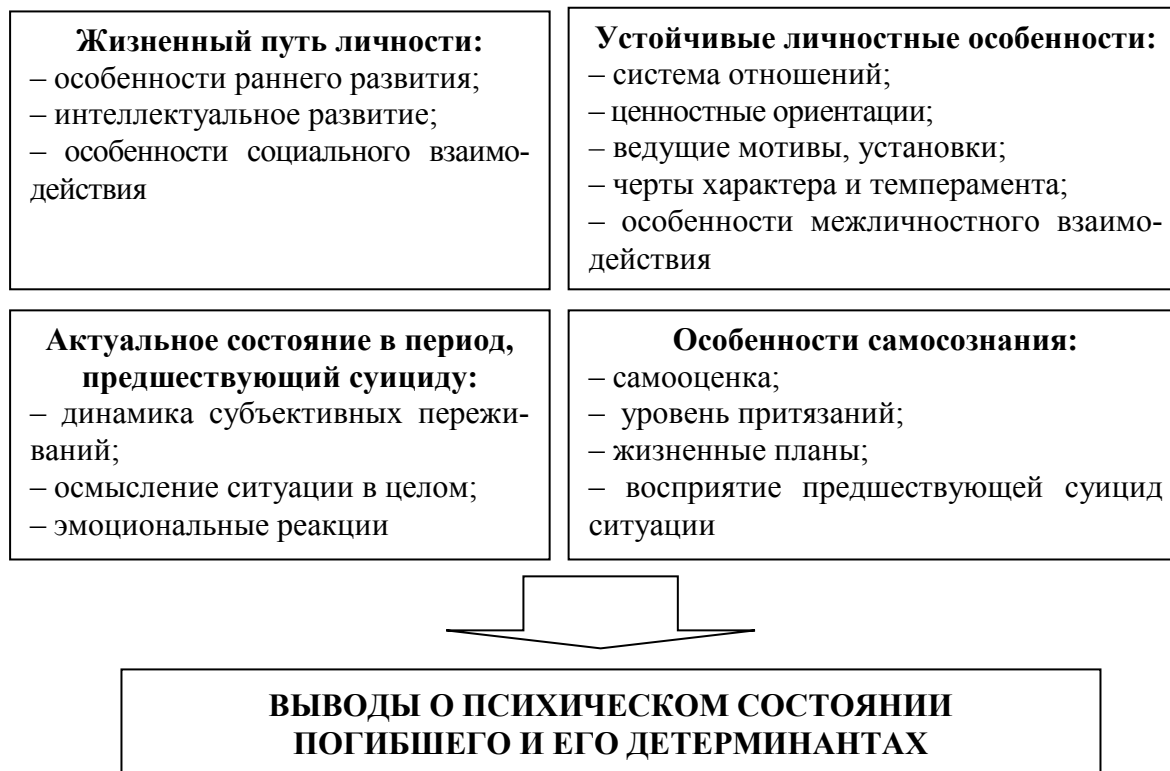 Жизненный путь личности:
– особенности раннего развития;
– интеллектуальное развитие;
– особенности социального взаимо-
действия
Устойчивые личностные особенности:
– система отношений;
– ценностные ориентации;
– ведущие мотивы, установки;
– черты характера и темперамента;
– особенности межличностного взаимо-
действия
Актуальное состояние в период,
предшествующий суициду:
– динамика субъективных пережи-
ваний;
– осмысление ситуации в целом;
– эмоциональные реакции
Особенности самосознания:
– самооценка;
– уровень притязаний;
– жизненные планы;
– восприятие предшествующей суицид
ситуации
ВЫВОДЫ О ПСИХИЧЕСКОМ СОСТОЯНИИ
ПОГИБШЕГО И ЕГО ДЕТЕРМИНАНТАХ